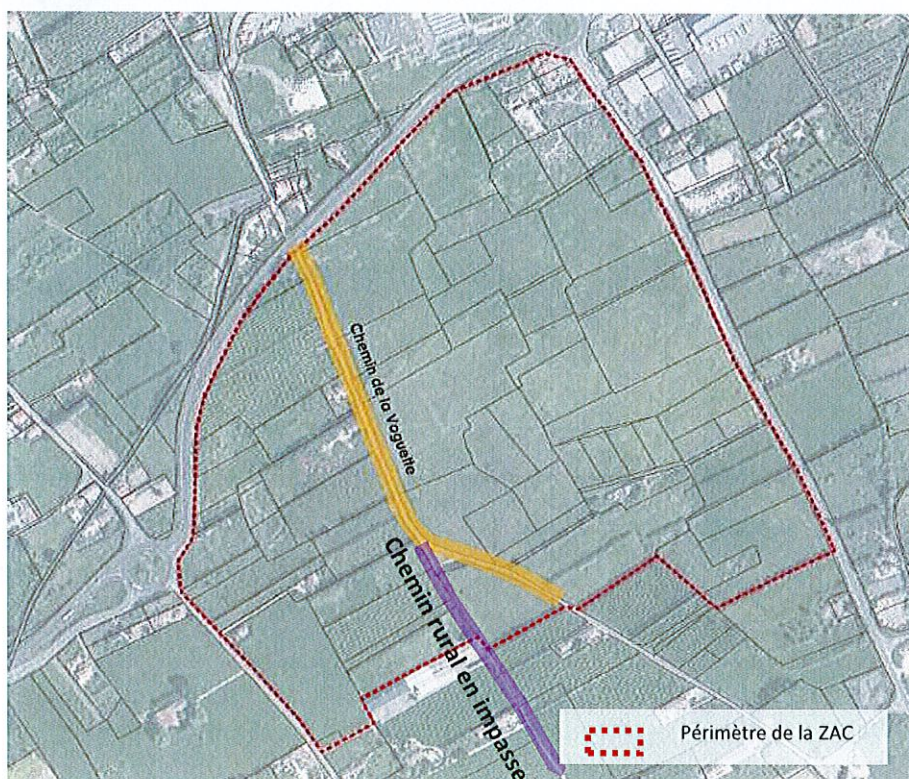 Chemin de la Voguette
Chemin rural en impasse
Périmètre de la ZAC